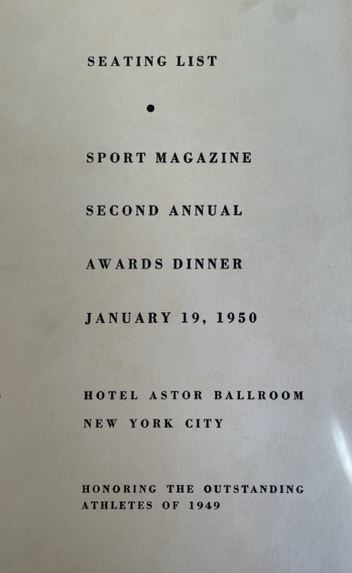 SEATING LIST
•
SPORT MAGAZINE
SECOND ANNUAL
AWARDS DINNER
JANUARY 19, 1950
HOTEL ASTOR BALLROOM
NEW YORK CITY
HONORING THE OUTSTANDING
ATHLETES OF 1949